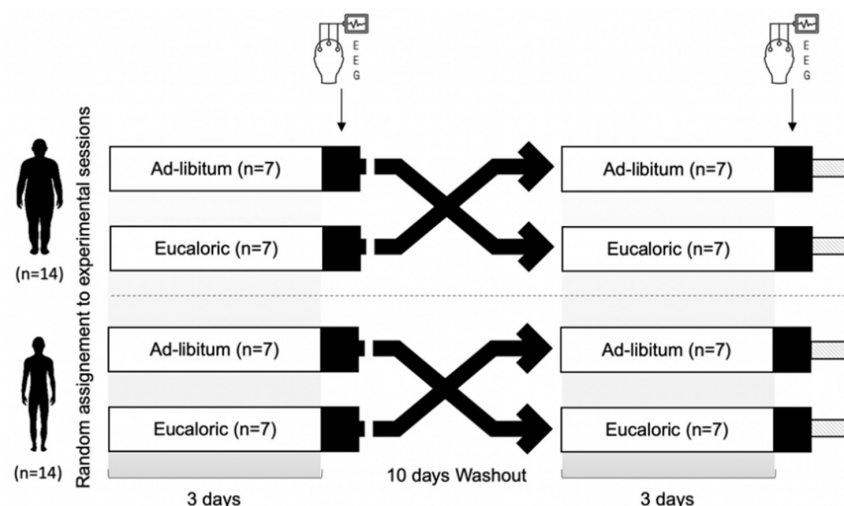 E
E
G
E
E
G
Random assignement to experimental sessions
(n=14)
Ad-libitum (n=7)
Ad-libitum (n=7)
Eucaloric (n=7)
Eucaloric (n=7)
(n=14)
Ad-libitum (n=7)
Ad-libitum (n=7)
Eucaloric (n=7)
Eucaloric (n=7)
3 days
10 days Washout
3 days